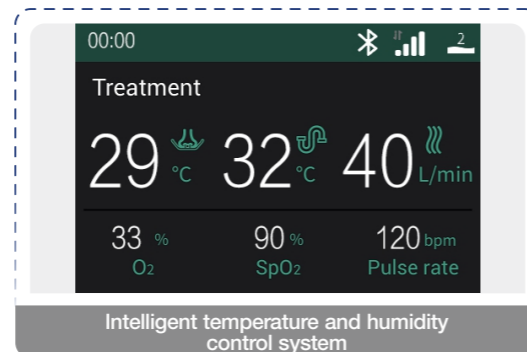 00:00 2
Treatment
29 °C 32 °C 40 L/min
33 % 90 % 120 bpm
O₂ SpO₂ Pulse rate
Intelligent temperature and humidity
control system